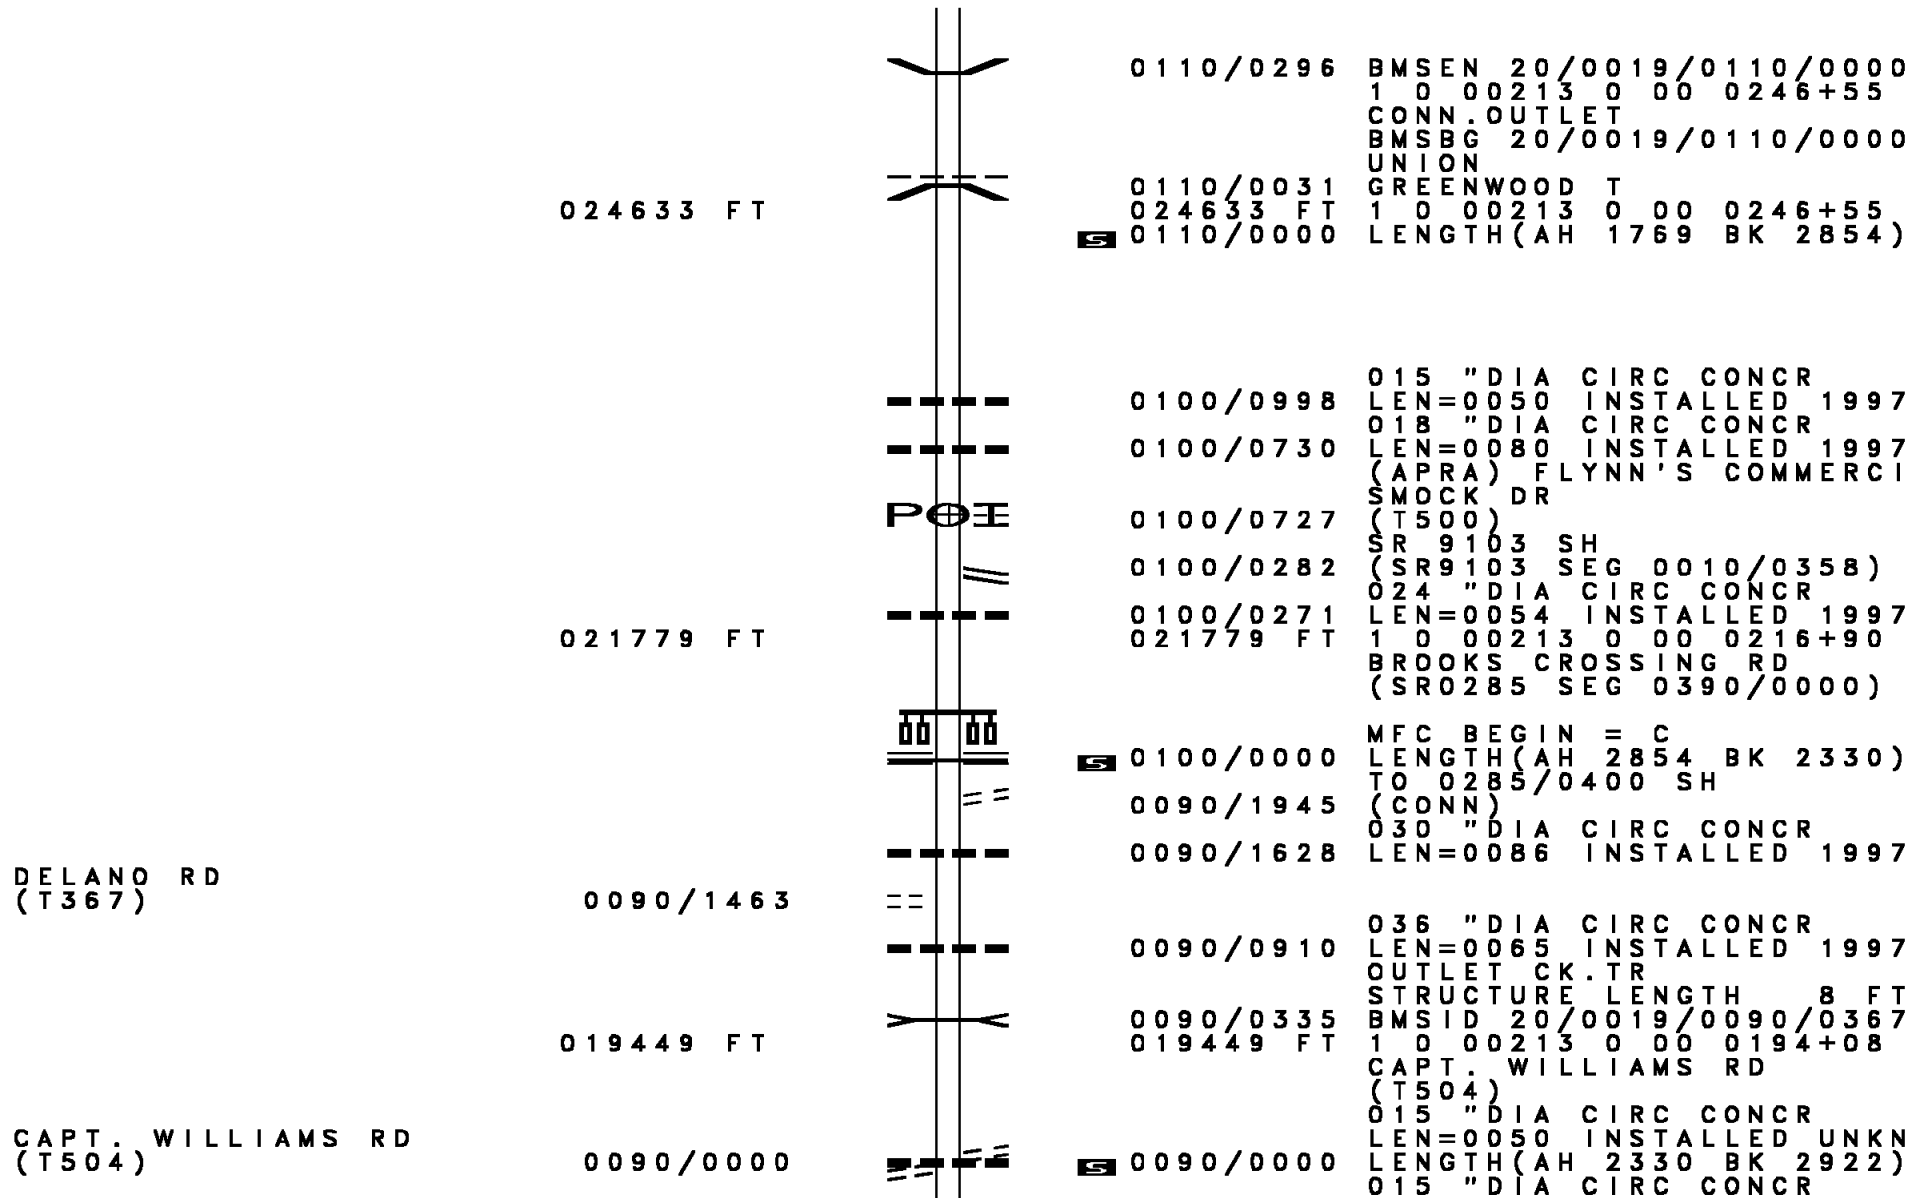 0110/0296 BMSEN 20/0019/0110/0000
1 0 00213 0 00 0246+55
CONN.OUTLET
BMSBG 20/0019/0110/0000
UNION
0110/0031 GREENWOOD T
024633 FT 024633 FT 1 0 00213 0 00 0246+55
S 0110/0000 LENGTH(AH 1769 BK 2854)
015 "DIA CIRC CONCR
0100/0998 LEN=0050 INSTALLED 1997
018 "DIA CIRC CONCR
0100/0730 LEN=0080 INSTALLED 1997
(APRA) FLYNN'S COMMERCI
SMOCK DR
POI 0100/0727 (T500)
SR 9103 SH
0100/0282 (SR9103 SEG 0010/0358)
024 "DIA CIRC CONCR
0100/0271 LEN=0054 INSTALLED 1997
021779 FT 021779 FT 1 0 00213 0 00 0216+90
BROOKS CROSSING RD
(SR0285 SEG 0390/0000)
MFC BEGIN = C
S 0100/0000 LENGTH(AH 2854 BK 2330)
TO 0285/0400 SH
0090/1945 (CONN)
030 "DIA CIRC CONCR
0090/1628 LEN=0086 INSTALLED 1997
DELANO RD
(T367) 0090/1463
036 "DIA CIRC CONCR
0090/0910 LEN=0065 INSTALLED 1997
OUTLET CK.TR
STRUCTURE LENGTH 8 FT
0090/0335 BMSID 20/0019/0090/0367
019449 FT 019449 FT 1 0 00213 0 00 0194+08
CAPT. WILLIAMS RD
(T504)
015 "DIA CIRC CONCR
CAPT. WILLIAMS RD LEN=0050 INSTALLED UNKN
(T504) 0090/0000 S 0090/0000 LENGTH(AH 2330 BK 2922)
015 "DIA CIRC CONCR